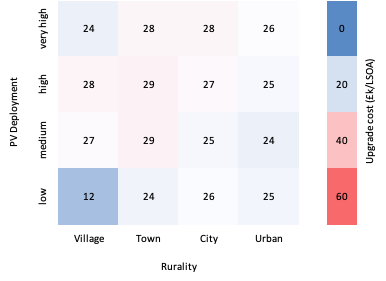 very high 24 28 28 26 0
high 28 29 27 25 20
medium 27 29 25 24 40
low 12 24 26 25 60
Village Town City Urban
Rurality
PV Deployment
Upgrade cost (£k/LSOA)